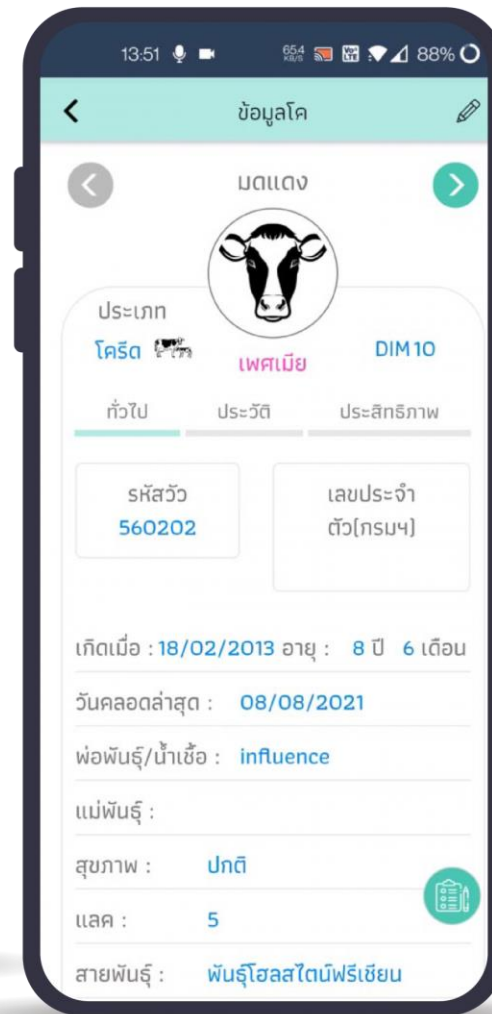 13:51 65.4 KB/S Vo) LTE 88%
ข้อมูลโค
มดแดง
ประเภท
โครีด เพศเมีย DIM 10
ทั่วไป ประวัติ ประสิทธิภาพ
รหัสวัว
560202
เลขประจำ
ตัว(กรมฯ)
เกิดเมื่อ : 18/02/2013 อายุ : 8 ปี 6 เดือน
วันคลอดล่าสุด : 08/08/2021
พ่อพันธุ์/น้ำเชื้อ : influence
แม่พันธุ์ :
สุขภาพ : ปกติ
แลค : 5
สายพันธุ์ : พันธุ์โฮลสไตน์ฟรีเชียน